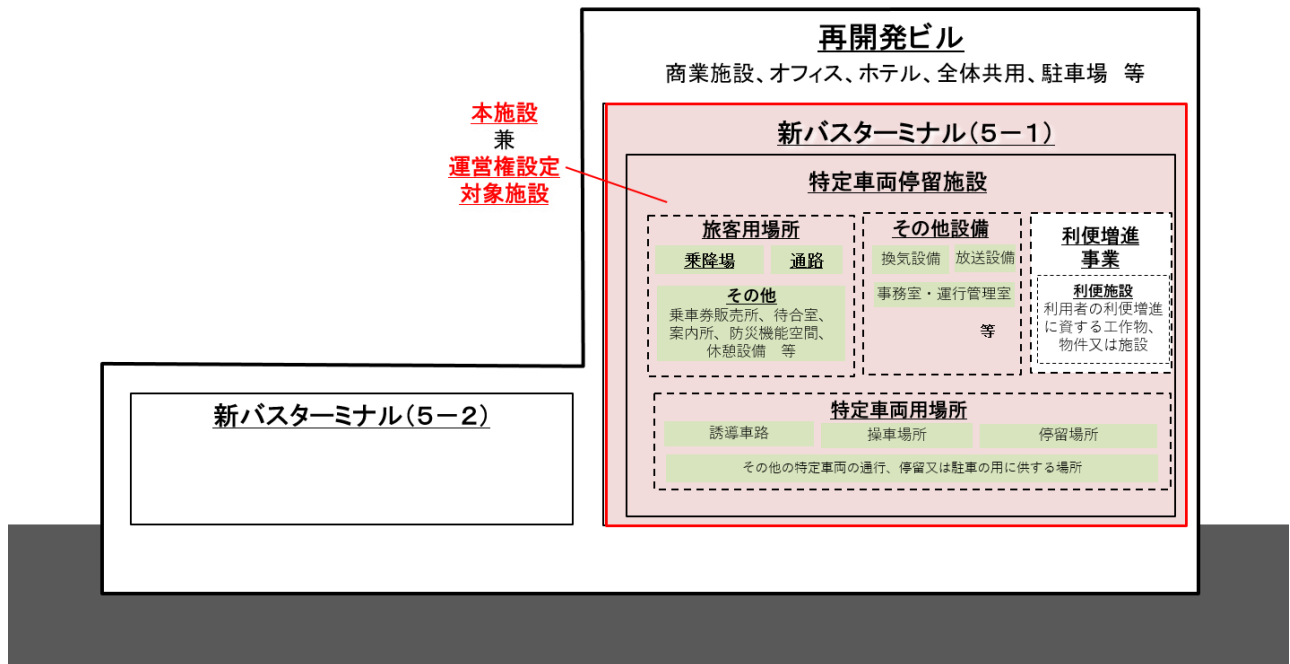 再開発ビル
商業施設、オフィス、ホテル、全体共用、駐車場　等
本施設
兼
運営権設定
対象施設
新バスターミナル(５－１)
特定車両停留施設
旅客用場所
乗降場
通路
その他
乗車券販売所、待合室、
案内所、防災機能空間、
休憩設備　等
その他設備
換気設備
放送設備
事務室・運行管理室
等
利便増進
事業
利便施設
利用者の利便増進
に資する工作物、
物件又は施設
特定車両用場所
誘導車路
操車場所
停留場所
その他の特定車両の通行、停留又は駐車の用に供する場所
新バスターミナル(５－２)